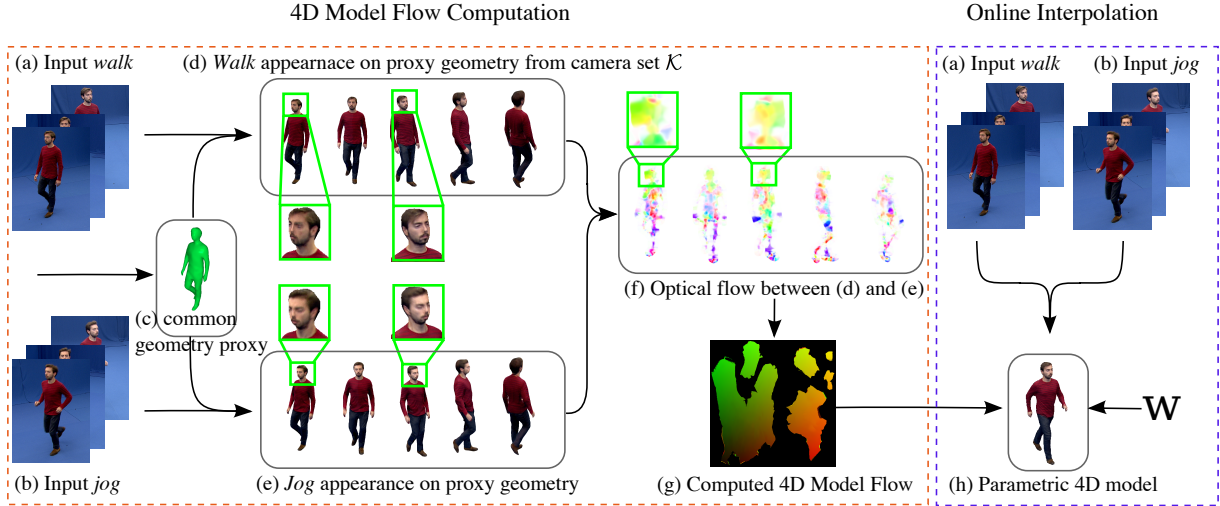 4D Model Flow Computation
Online Interpolation
(a) Input walk
(d) Walk appearnace on proxy geometry from camera set 𝒦
(a) Input walk
(b) Input jog
(c) common
geometry proxy
(f) Optical flow between (d) and (e)
w
(b) Input jog
(e) Jog appearance on proxy geometry
(g) Computed 4D Model Flow
(h) Parametric 4D model